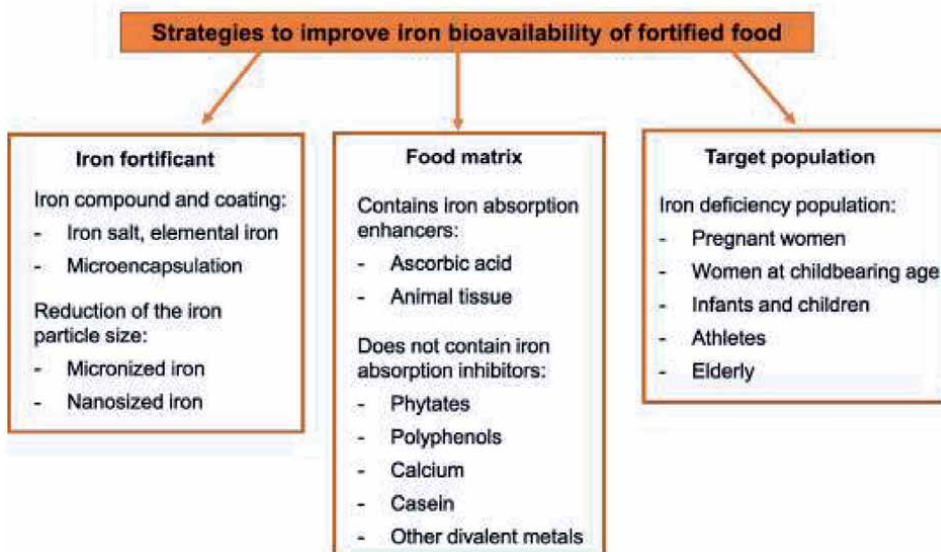 Strategies to improve iron bioavailability of fortified food
Iron fortificant
Iron compound and coating:
- Iron salt, elemental iron
- Microencapsulation
Reduction of the iron
particle size:
- Micronized iron
- Nanosized iron
Food matrix
Contains iron absorption
enhancers:
- Ascorbic acid
- Animal tissue
Does not contain iron
absorption inhibitors:
- Phytates
- Polyphenols
- Calcium
- Casein
- Other divalent metals
Target population
Iron deficiency population:
- Pregnant women
- Women at childbearing age
- Infants and children
- Athletes
- Elderly